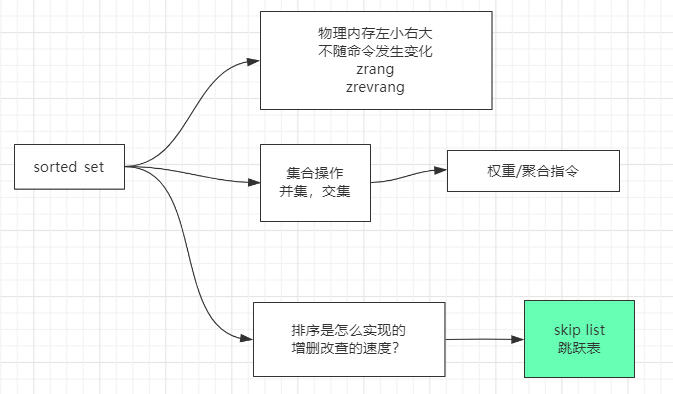 物理内存左小右大
不随命令发生变化
zrang
zrevrang
sorted set
集合操作
并集，交集
权重/聚合指令
排序是怎么实现的
增删改查的速度？
skip list
跳跃表